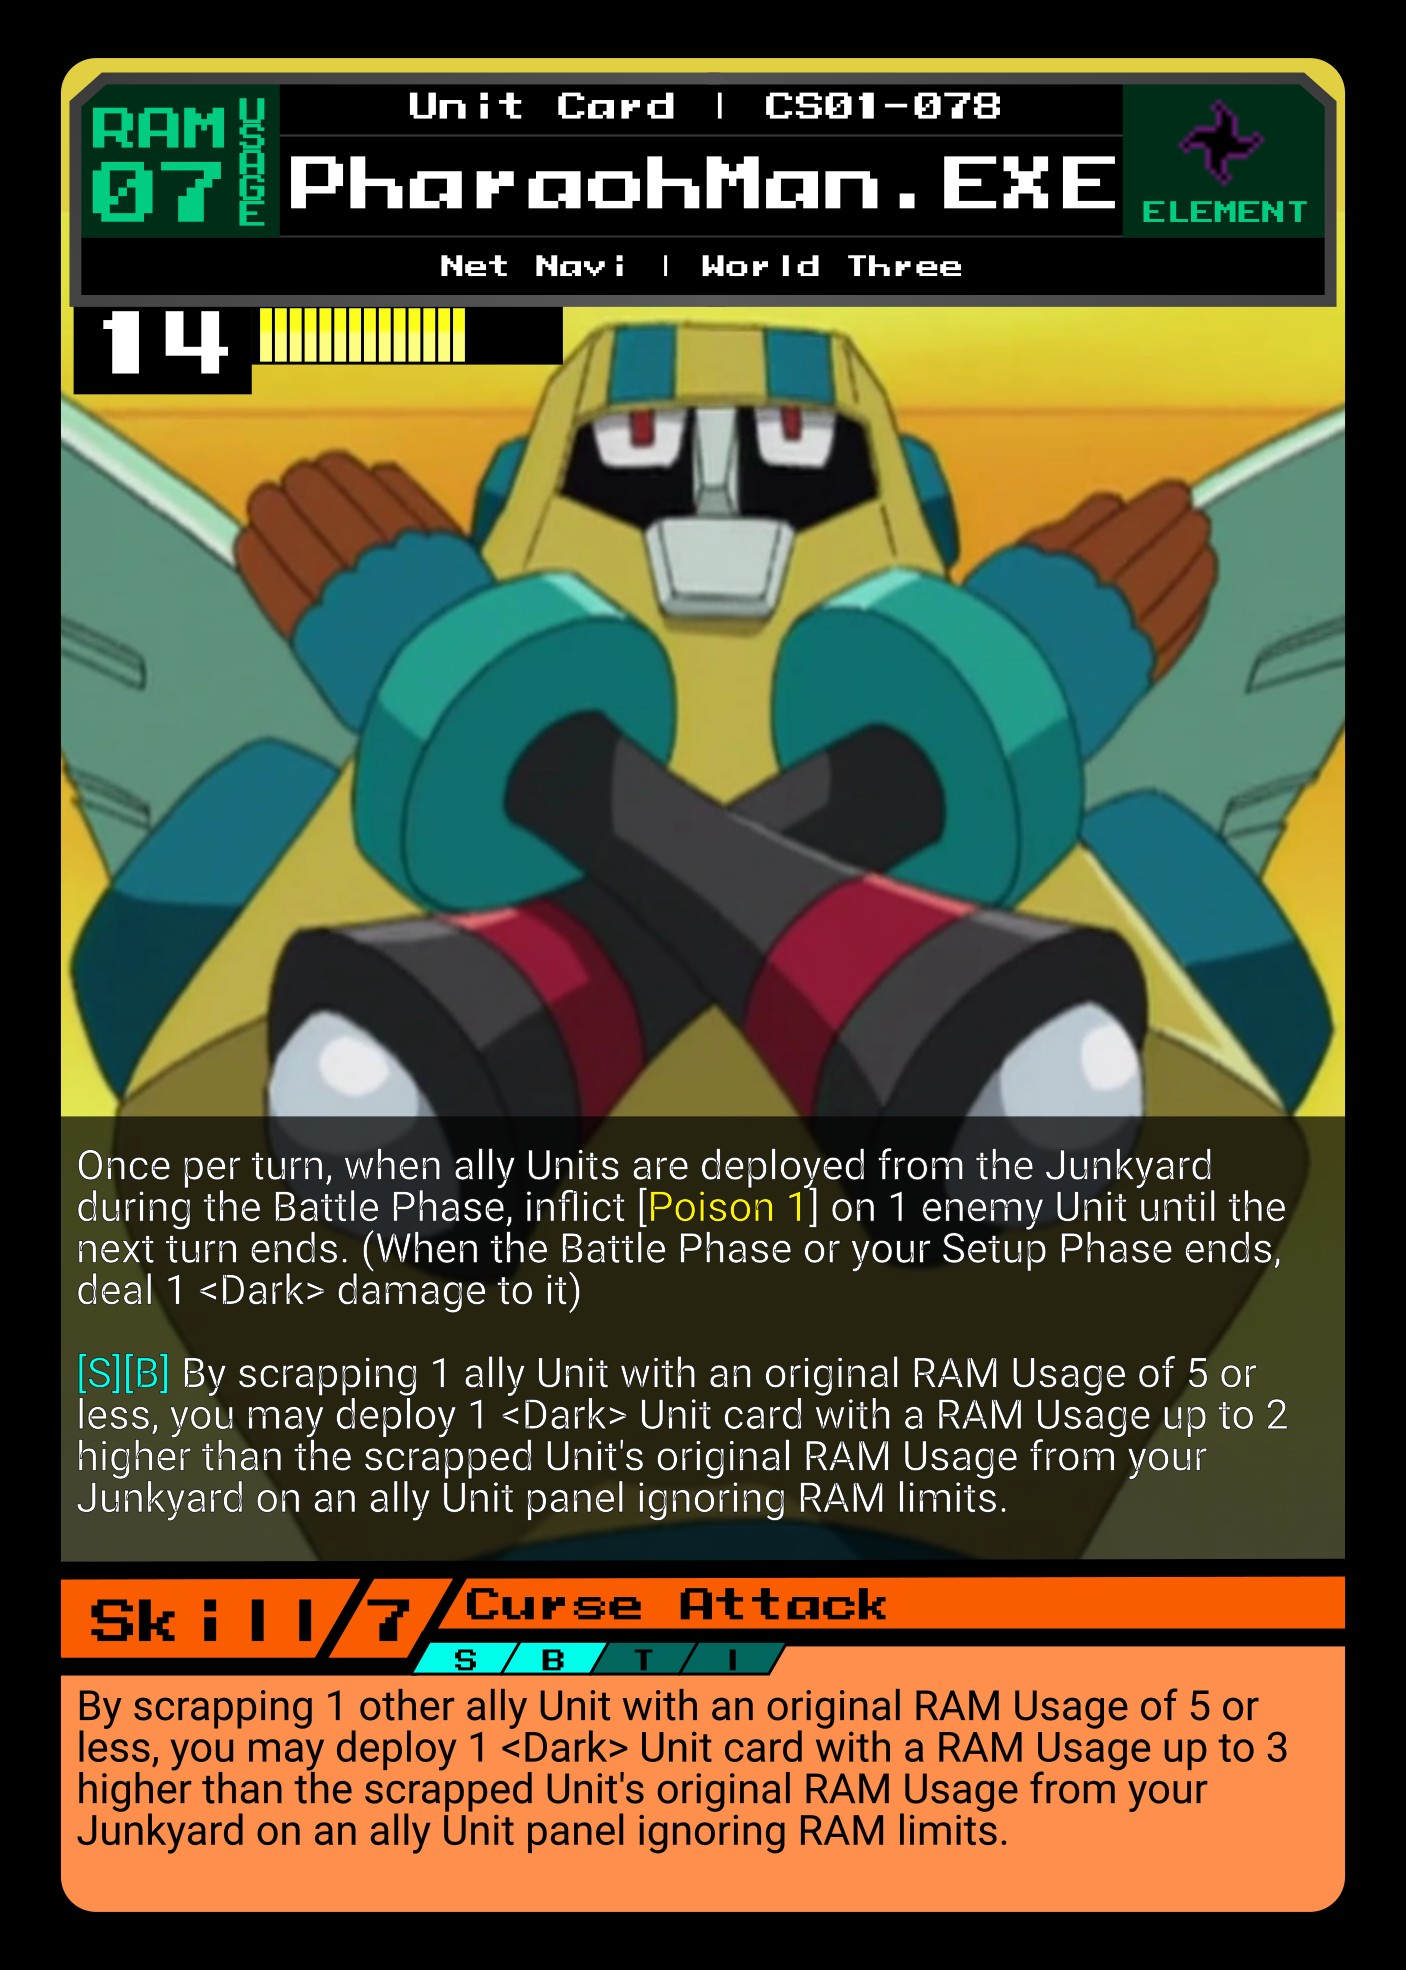 Unit Card | CS01-078
RAM USAGE
07
PharaohMan.EXE
ELEMENT
Net Navi | World Three
14
Once per turn, when ally Units are deployed from the Junkyard
during the Battle Phase, inflict [Poison 1] on 1 enemy Unit until the
next turn ends. (When the Battle Phase or your Setup Phase ends,
deal 1 <Dark> damage to it)
[S][B] By scrapping 1 ally Unit with an original RAM Usage of 5 or
less, you may deploy 1 <Dark> Unit card with a RAM Usage up to 2
higher than the scrapped Unit's original RAM Usage from your
Junkyard on an ally Unit panel ignoring RAM limits.
Skill/7 Curse Attack
S / B / T / I
By scrapping 1 other ally Unit with an original RAM Usage of 5 or
less, you may deploy 1 <Dark> Unit card with a RAM Usage up to 3
higher than the scrapped Unit's original RAM Usage from your
Junkyard on an ally Unit panel ignoring RAM limits.